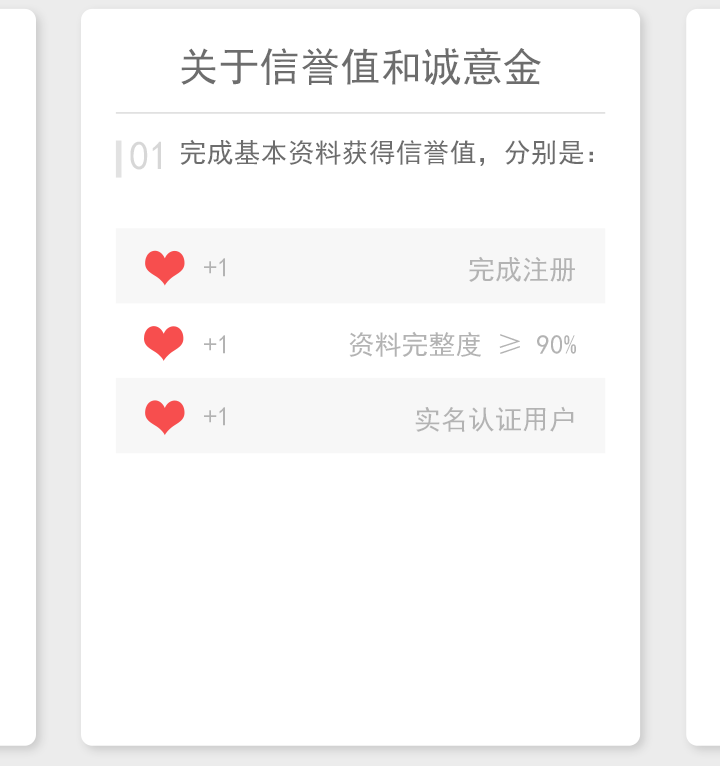 关于信誉值和诚意金
01 完成基本资料获得信誉值，分别是：
+1 完成注册
+1 资料完整度 ⩾ 90%
+1 实名认证用户